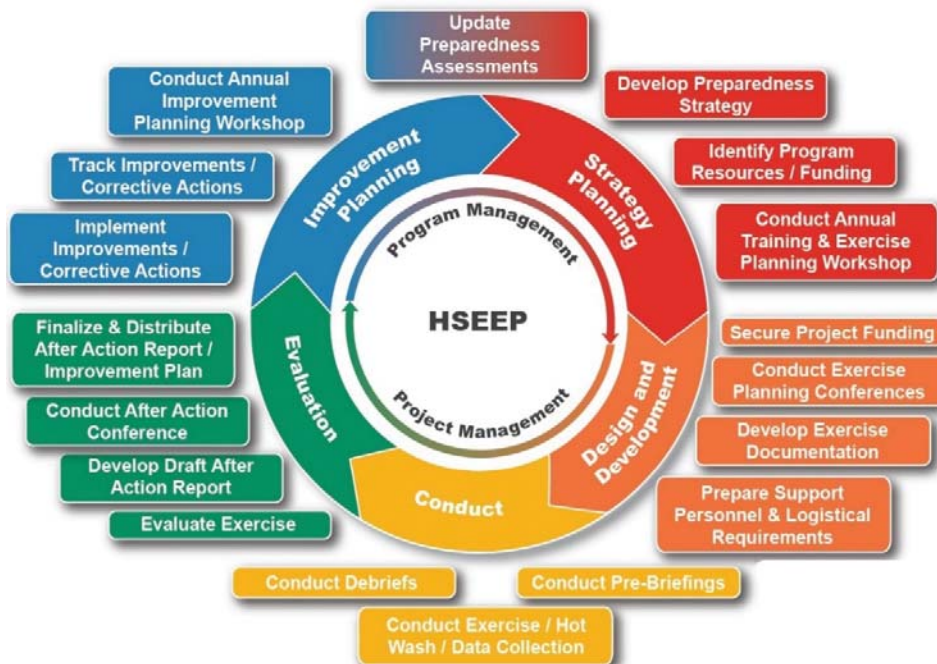 Update
Preparedness
Assessments
Develop Preparedness
Strategy
Identify Program
Resources / Funding
Conduct Annual
Training & Exercise
Planning Workshop
Secure Project Funding
Conduct Exercise
Planning Conferences
Develop Exercise
Documentation
Prepare Support
Personnel & Logistical
Requirements
Conduct Pre-Briefings
Conduct Exercise / Hot
Wash / Data Collection
Conduct Debriefs
Evaluate Exercise
Develop Draft After
Action Report
Conduct After Action
Conference
Finalize & Distribute
After Action Report /
Improvement Plan
Implement
Improvements /
Corrective Actions
Track Improvements /
Corrective Actions
Conduct Annual
Improvement
Planning Workshop
Strategy
Planning
Design and
Development
Conduct
Evaluation
Improvement
Planning
Program Management
HSEEP
Project Management